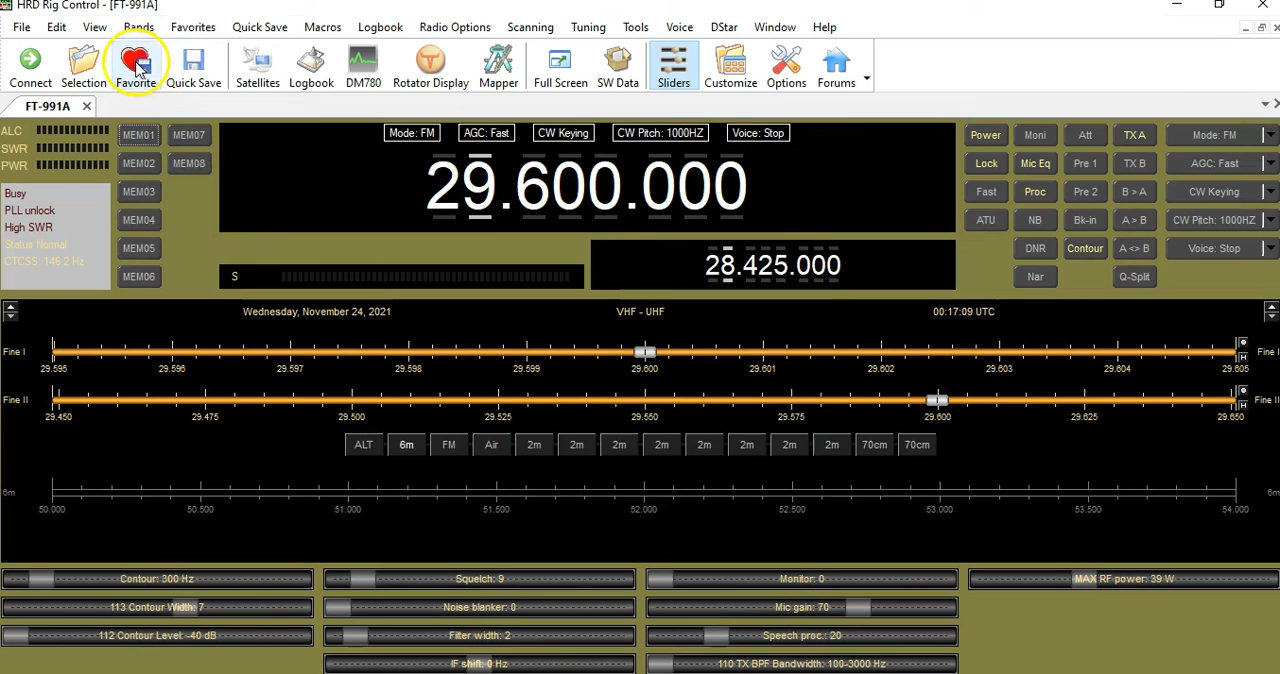 HRD Rig Control - [FT-991A]
File Edit View Bands Favorites Quick Save Macros Logbook Radio Options Scanning Tuning Tools Voice DStar Window Help
Connect Selection Favorite Quick Save Satellites Logbook DM780 Rotator Display Mapper Full Screen SW Data Sliders Customize Options Forums
FT-991A
ALC MEM01 MEM07 Mode: FM AGC: Fast CW Keying CW Pitch: 1000HZ Voice: Stop Power Moni Att TX A Mode: FM
SWR
PWR MEM02 MEM08 29.600.000 Lock Mic Eq Pre 1 TX B AGC: Fast
Busy MEM03 Fast Proc Pre 2 B > A CW Keying
PLL unlock
High SWR MEM04 ATU NB Bk-in A > B CW Pitch: 1000HZ
Status Normal MEM05 28.425.000 DNR Contour A <> B Voice: Stop
CTCSS: 146.2 Hz
MEM06 S Nar Q-Split
Wednesday, November 24, 2021 VHF - UHF 00:17:09 UTC
Fine I Fine I
29.595 29.596 29.597 29.598 29.599 29.600 29.601 29.602 29.603 29.604 29.605
Fine II Fine II
29.450 29.475 29.500 29.525 29.550 29.575 29.600 29.625 29.650
ALT 6m FM Air 2m 2m 2m 2m 2m 2m 2m 2m 70cm 70cm
6m 6m
50.000 50.500 51.000 51.500 52.000 52.500 53.000 53.500 54.000
Contour: 300 Hz Squelch: 9 Monitor: 0 MAX RF power: 39 W
113 Contour Width: 7 Noise blanker: 0 Mic gain: 70
112 Contour Level: -40 dB Filter width: 2 Speech proc.: 20
IF shift: 0 Hz 110 TX BPF Bandwidth: 100-3000 Hz